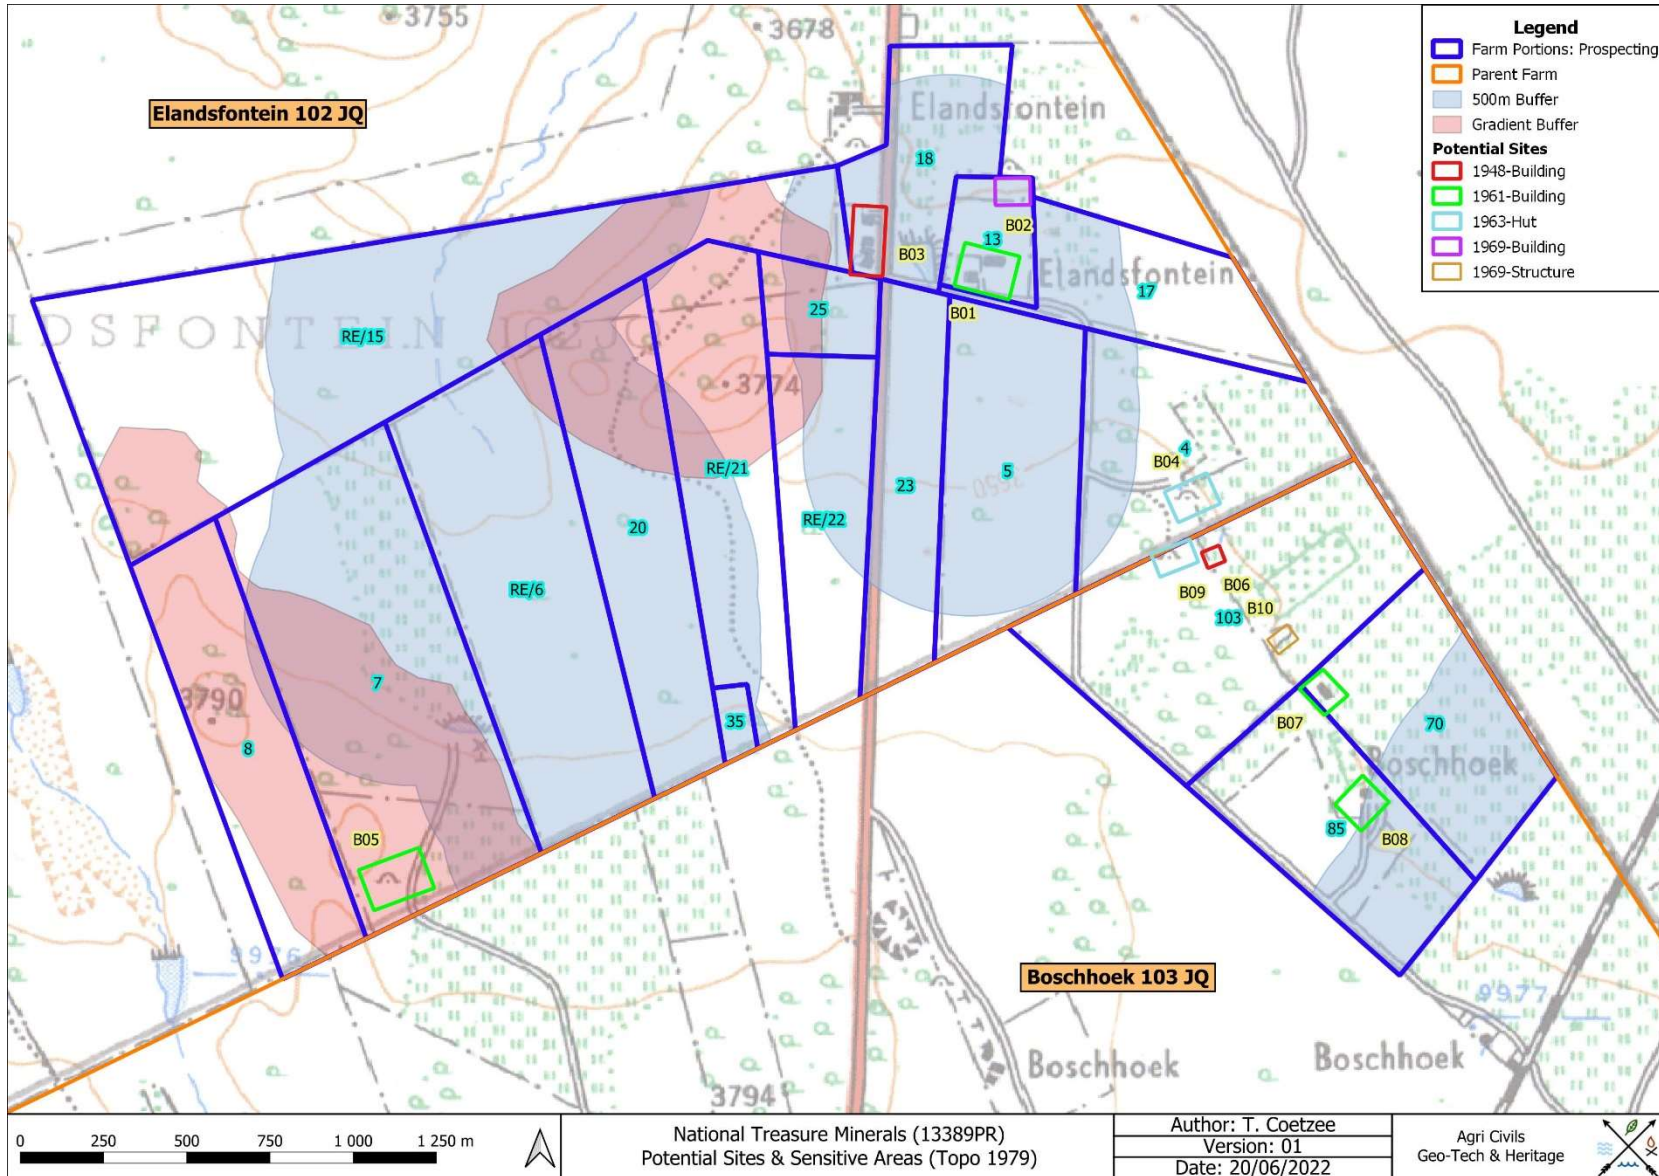 3755
3678
Elandsfontein 102 JQ
Elandsfontein
18
B02
13
B03
Elandsfontein
17
25
B01
RE/15
NDSFONTEIN 102JQ
3774
4
B04
RE/21
5
23
3650
RE/22
20
RE/6
B09
B06
B10
103
7
3790
8
35
B07
70
Boschhoek
85
B08
B05
9976
Boschhoek 103 JQ
9977
Boschhoek
Boschhoek
3794
Legend
Farm Portions: Prospecting
Parent Farm
500m Buffer
Gradient Buffer
Potential Sites
1948-Building
1961-Building
1963-Hut
1969-Building
1969-Structure
0 250 500 750 1 000 1 250 m
National Treasure Minerals (13389PR)
Potential Sites & Sensitive Areas (Topo 1979)
Author: T. Coetzee
Version: 01
Date: 20/06/2022
Agri Civils
Geo-Tech & Heritage